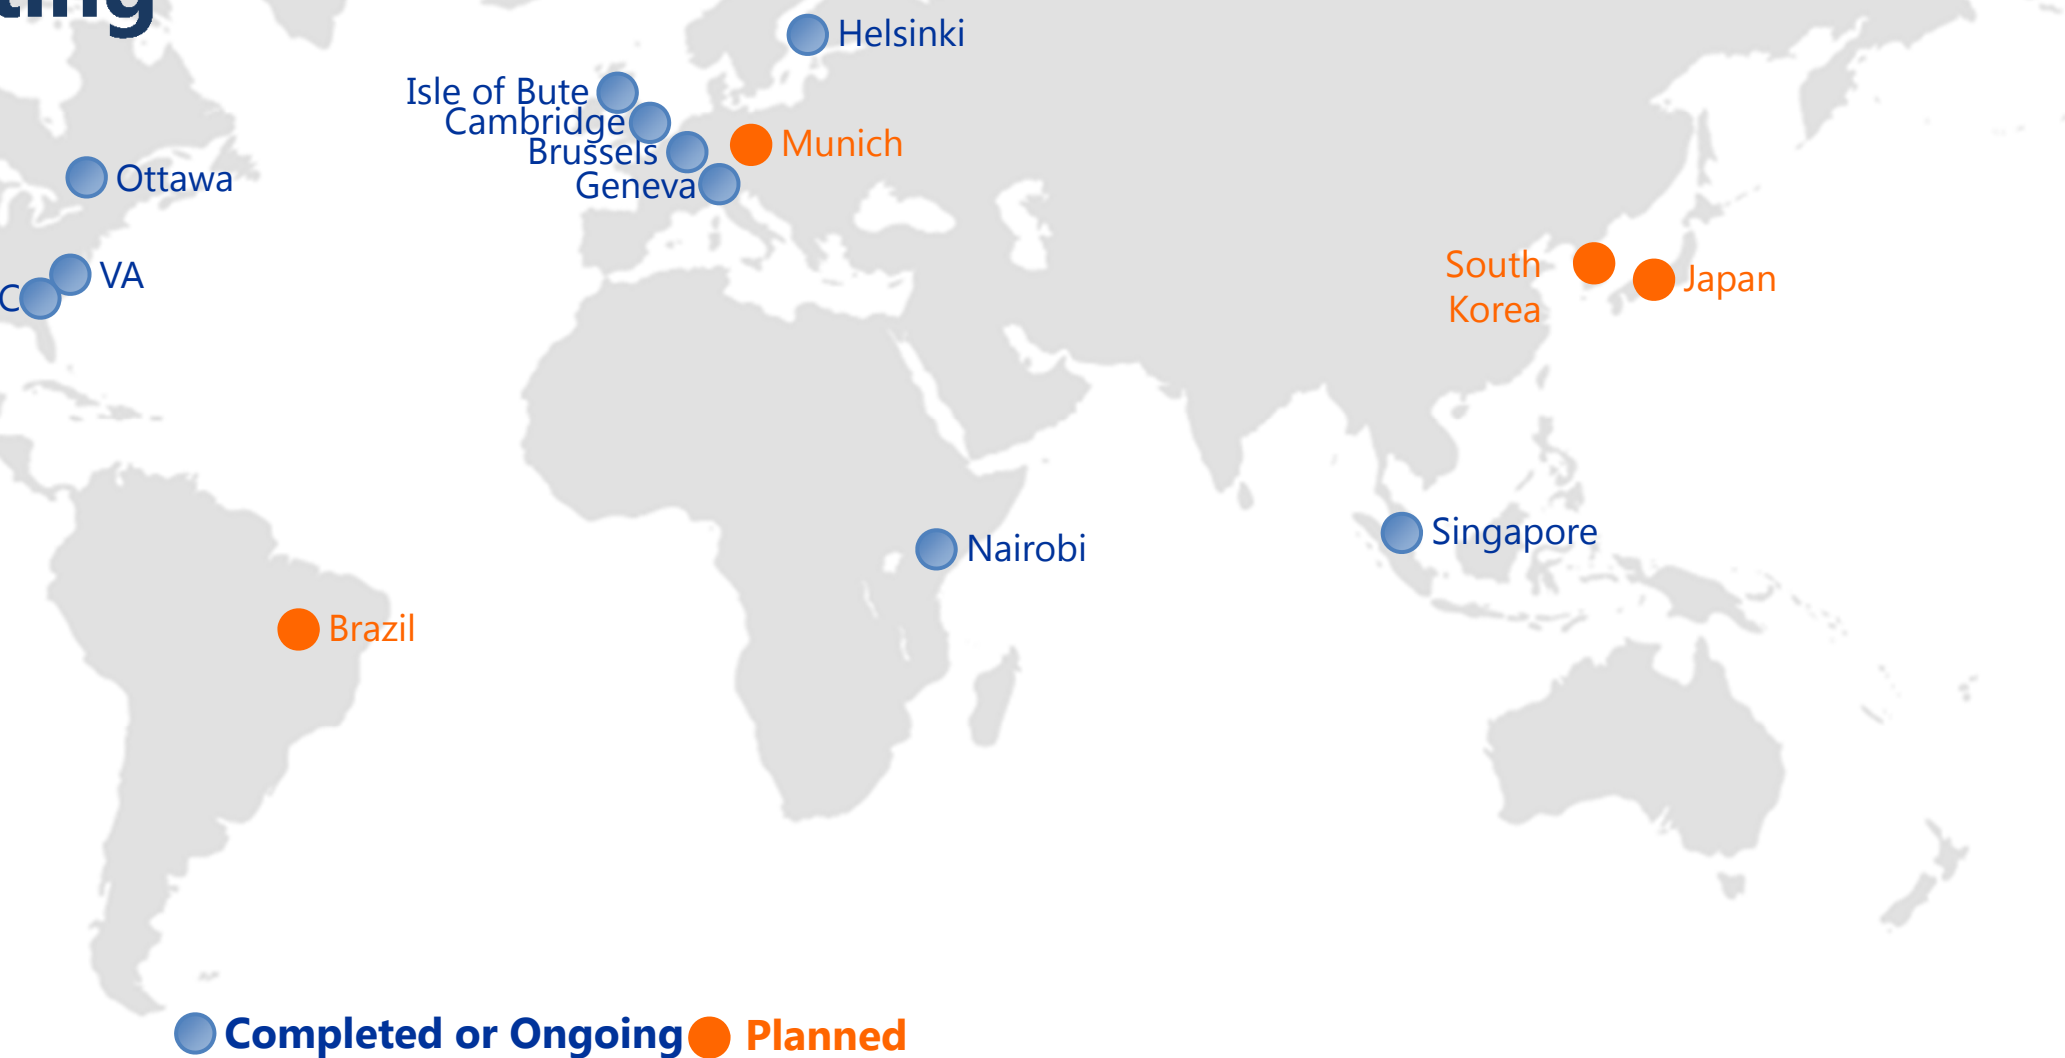 Helsinki
Isle of Bute
Cambridge
Brussels
Munich
Geneva
Ottawa
VA
South
Korea
Japan
Singapore
Nairobi
Brazil
Completed or Ongoing
Planned